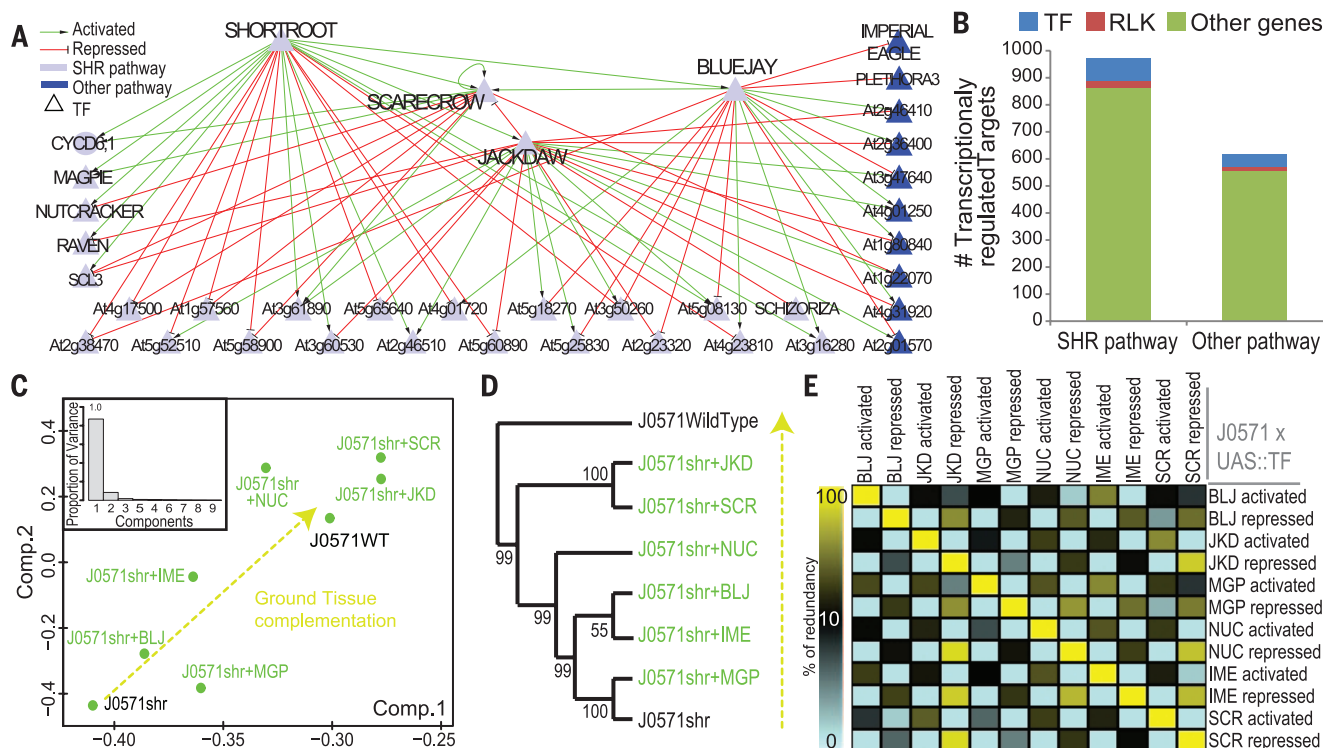 A
Activated
Repressed
SHR pathway
Other pathway
TF
SHORTROOT
SCARECROW
BLUEJAY
JACKDAW
IMPERIAL
EAGLE
PLETHORA3
At2g46410
At2g36400
At3g47640
At4g01250
At1g80840
At1g22070
At4g31920
At2g01570
CYCD6;1
MAGPIE
NUTCRACKER
RAVEN
SCL3
At4g17500 At1g57560 At3g61890 At5g65640 At4g01720 At5g18270 At3g50260 At5g08130 SCHIZORIZA
At2g38470 At5g52510 At5g58900 At3g60530 At2g46510 At5g60890 At5g25830 At2g23320 At4g23810 At3g16280
B
TF RLK Other genes
# Transcriptionaly
regulatedTargets
1000
900
800
700
600
500
400
300
200
100
0
SHR pathway Other pathway
C
Proportion of Variance
1.0
1 2 3 4 5 6 7 8 9
Components
Comp.2
0.4
0.2
0.0
−0.2
−0.4
J0571shr+SCR
J0571shr
+NUC
J0571shr+JKD
J0571WT
J0571shr+IME
Ground Tissue
complementation
J0571shr+BLJ
J0571shr+MGP
J0571shr
Comp.1
−0.40 −0.35 −0.30 −0.25
D
J0571WildType
J0571shr+JKD
J0571shr+SCR
J0571shr+NUC
J0571shr+BLJ
J0571shr+IME
J0571shr+MGP
J0571shr
100
99
99
55
99
100
E
BLJ activated
BLJ repressed
JKD activated
JKD repressed
MGP activated
MGP repressed
NUC activated
NUC repressed
IME activated
IME repressed
SCR activated
SCR repressed
J0571 x
UAS::TF
% of redundancy
100
10
0
BLJ activated
BLJ repressed
JKD activated
JKD repressed
MGP activated
MGP repressed
NUC activated
NUC repressed
IME activated
IME repressed
SCR activated
SCR repressed